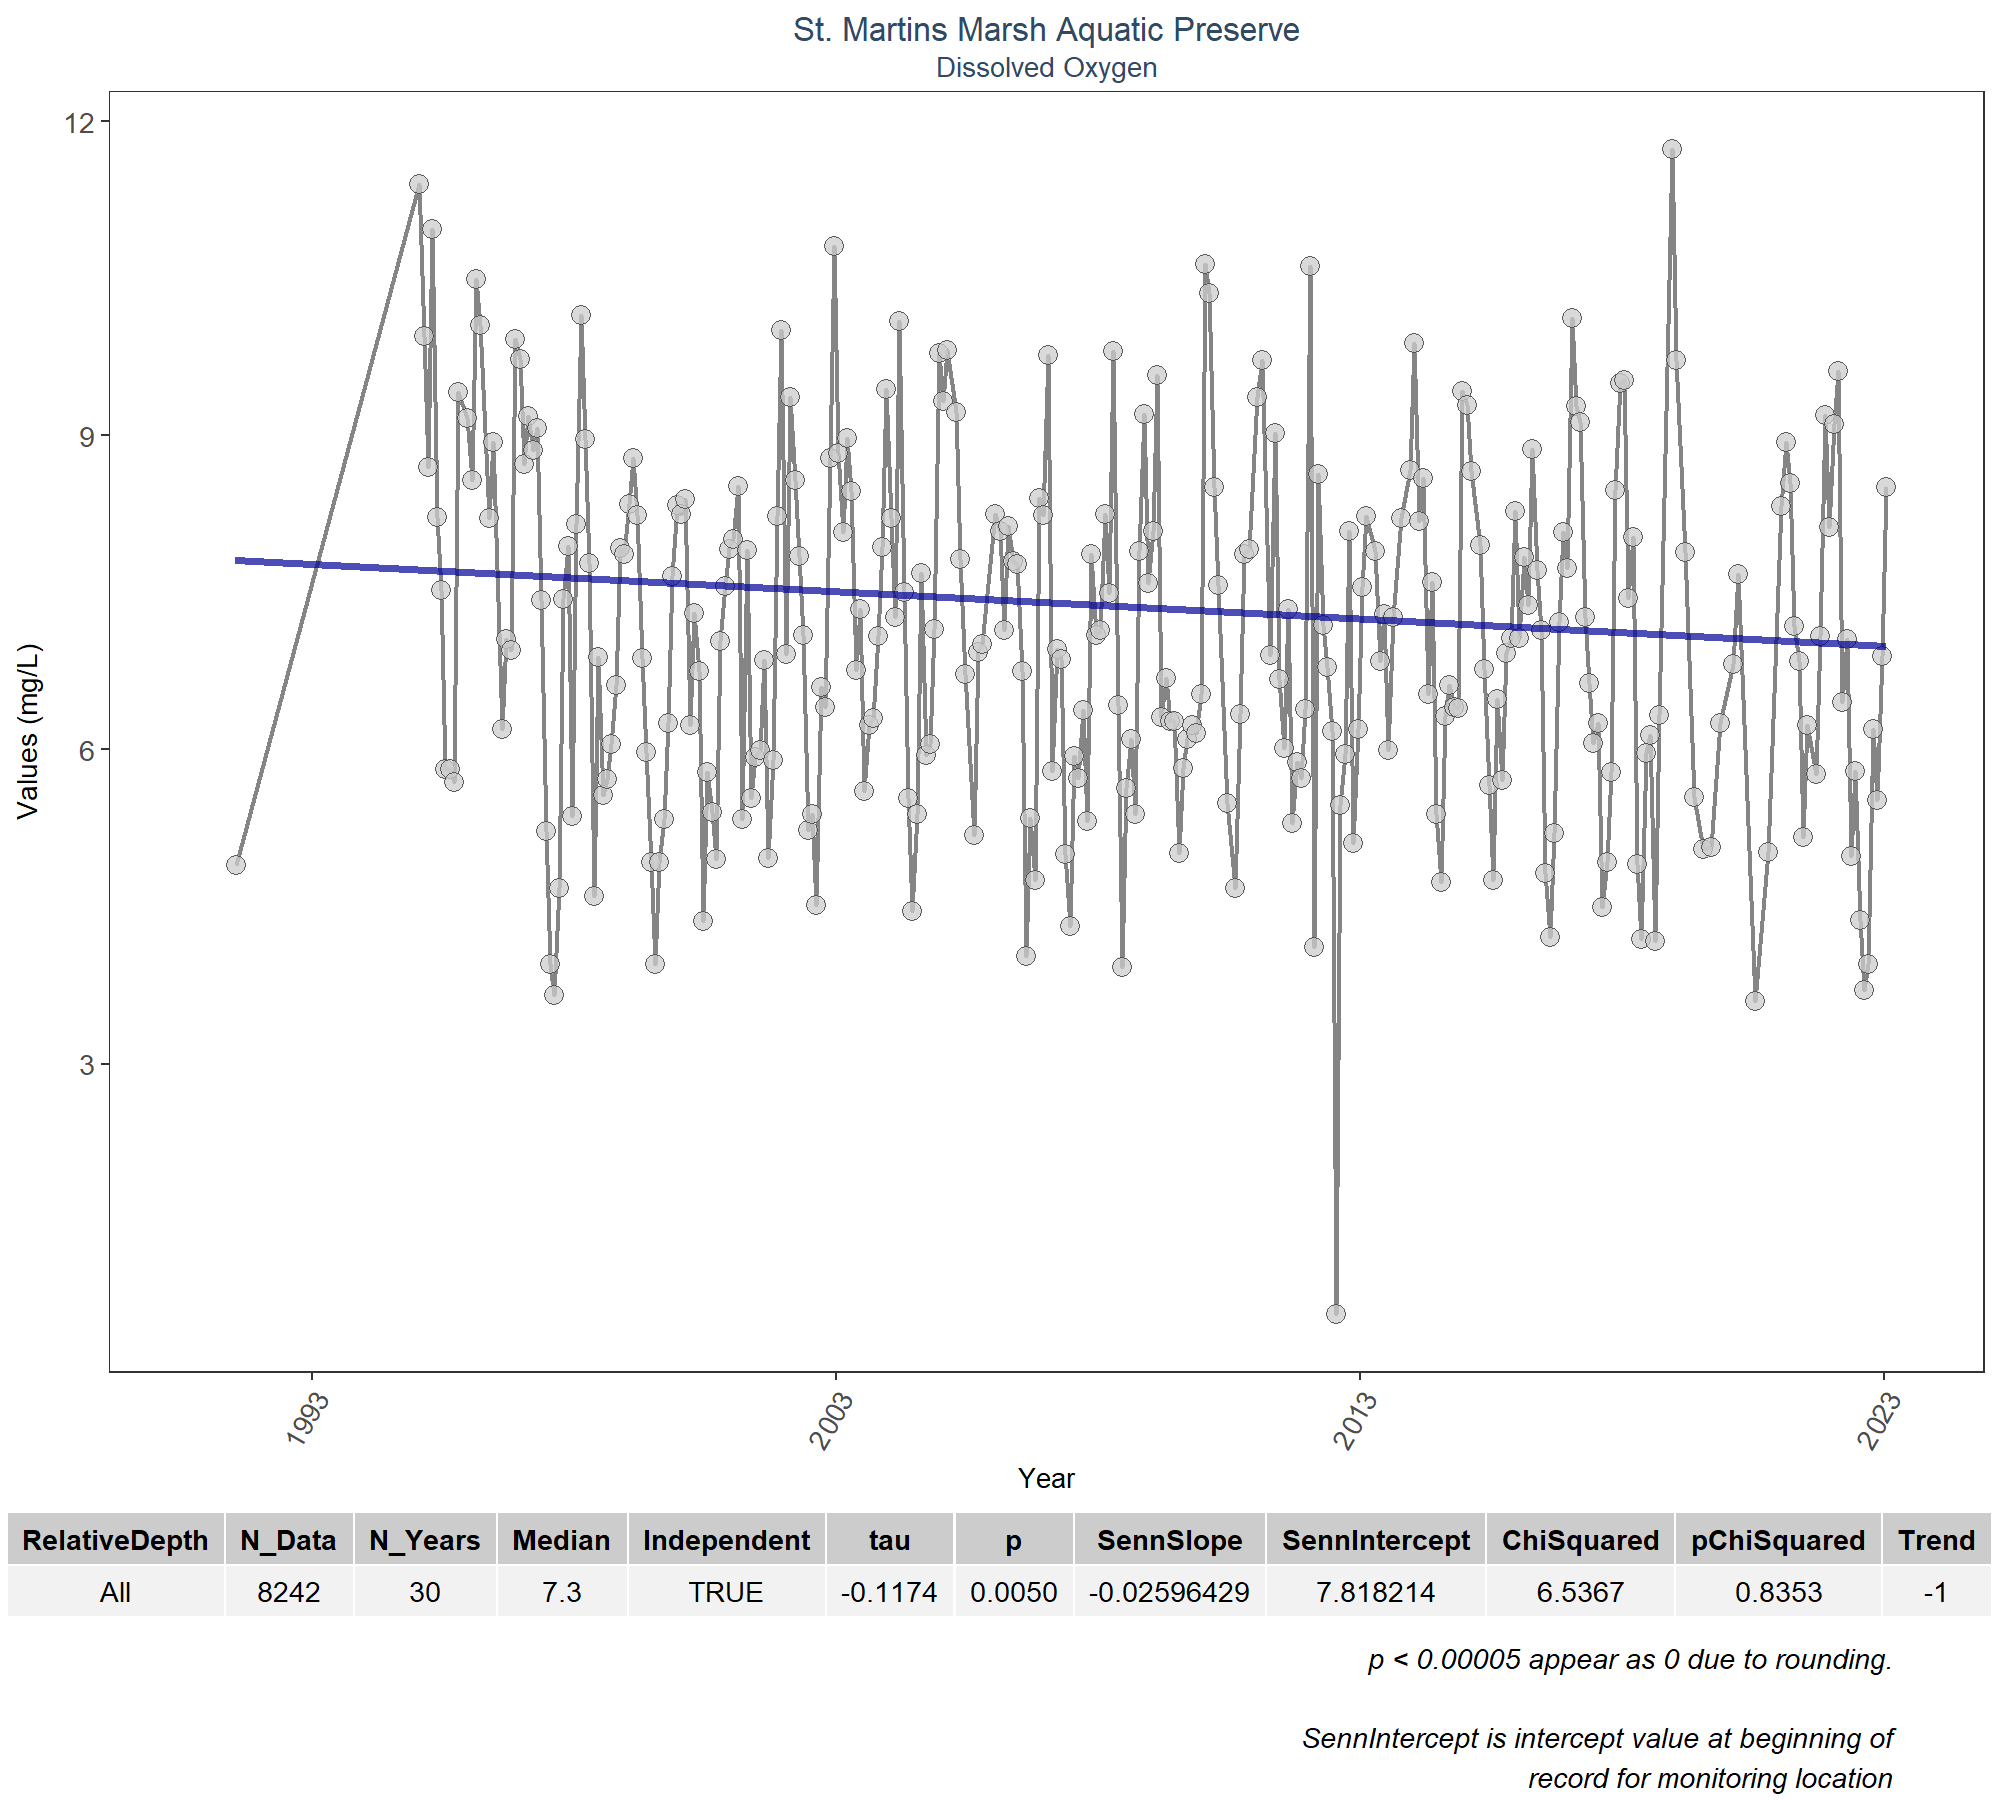 St. Martins Marsh Aquatic Preserve
Dissolved Oxygen
12
9
6
3
Values (mg/L)
1993 2003 2013 2023
Year
RelativeDepth N_Data N_Years Median Independent tau p SennSlope SennIntercept ChiSquared pChiSquared Trend
All 8242 30 7.3 TRUE -0.1174 0.0050 -0.02596429 7.818214 6.5367 0.8353 -1
p < 0.00005 appear as 0 due to rounding.
SennIntercept is intercept value at beginning of
record for monitoring location